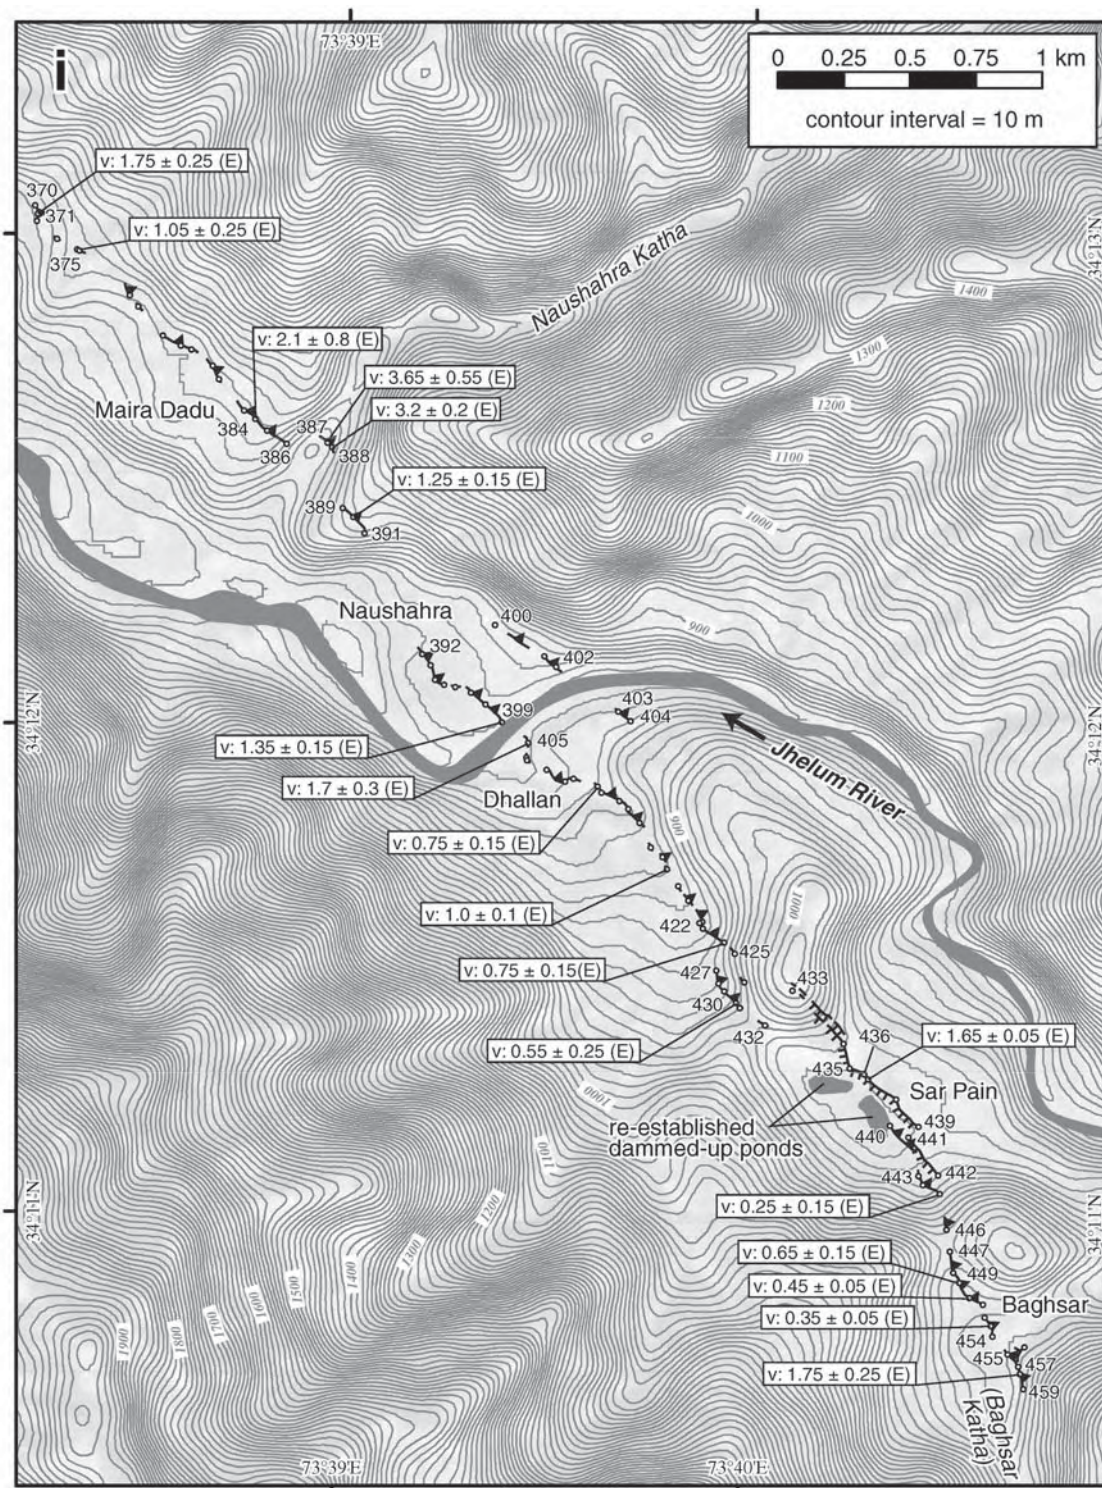 73°39'E
i
0 0.25 0.5 0.75 1 km
contour interval = 10 m
v: 1.75 ± 0.25 (E)
370
371
v: 1.05 ± 0.25 (E)
375
34°13'N
Naushahra Katha
1400
1300
v: 2.1 ± 0.8 (E)
v: 3.65 ± 0.55 (E)
1200
Maira Dadu
v: 3.2 ± 0.2 (E)
384
387
386
388
1100
v: 1.25 ± 0.15 (E)
389
391
1000
Naushahra
400
900
392
402
403
404
399
34°12'N
34°12'N
v: 1.35 ± 0.15 (E)
405
Jhelum River
v: 1.7 ± 0.3 (E)
Dhallan
900
v: 0.75 ± 0.15 (E)
v: 1.0 ± 0.1 (E)
1000
422
425
v: 0.75 ± 0.15(E)
427
433
430
432
436
v: 1.65 ± 0.05 (E)
v: 0.55 ± 0.25 (E)
435
1000
Sar Pain
re-established
dammed-up ponds
439
440
441
1100
443
442
v: 0.25 ± 0.15 (E)
1200
34°11'N
34°11'N
446
1300
v: 0.65 ± 0.15 (E)
447
1400
449
v: 0.45 ± 0.05 (E)
1500
1600
1700
1800
1900
Baghsar
v: 0.35 ± 0.05 (E)
454
455
457
v: 1.75 ± 0.25 (E)
459
(Baghsar
Katha)
73°39'E
73°40'E